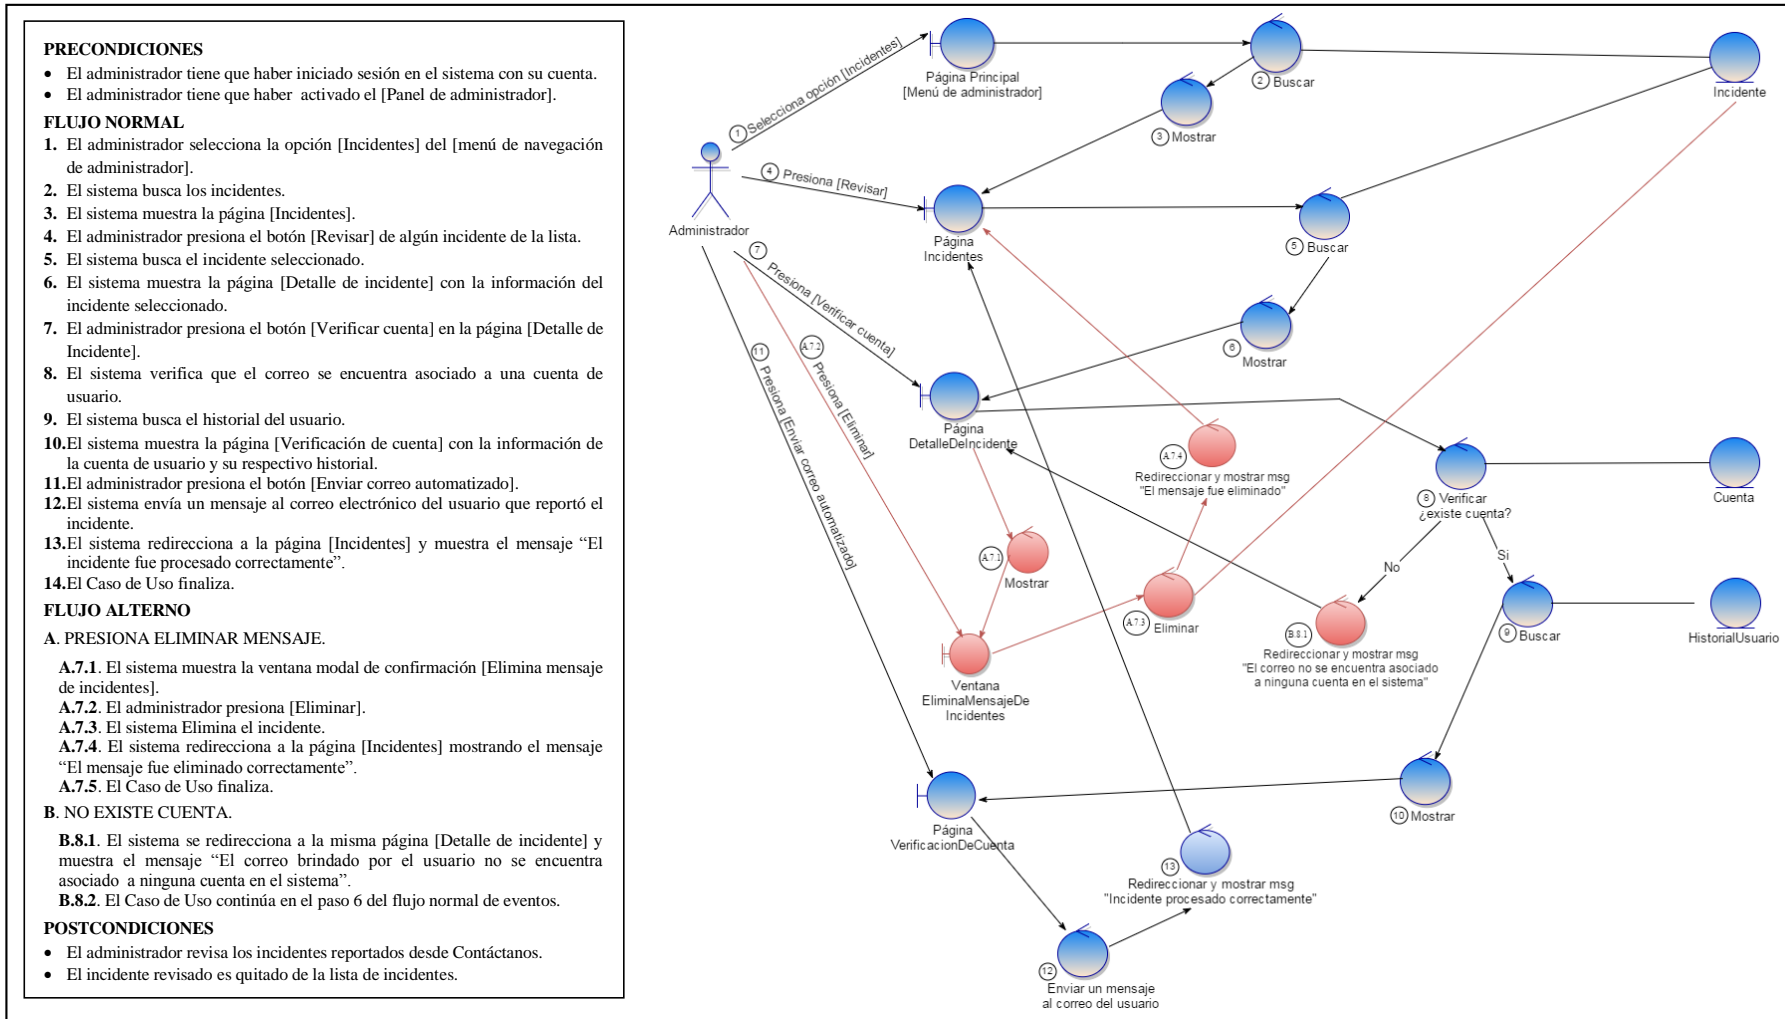 PRECONDICIONES
• El administrador tiene que haber iniciado sesión en el sistema con su cuenta.
• El administrador tiene que haber activado el [Panel de administrador].
FLUJO NORMAL
1. El administrador selecciona la opción [Incidentes] del [menú de navegación
de administrador].
2. El sistema busca los incidentes.
3. El sistema muestra la página [Incidentes].
4. El administrador presiona el botón [Revisar] de algún incidente de la lista.
5. El sistema busca el incidente seleccionado.
6. El sistema muestra la página [Detalle de incidente] con la información del
incidente seleccionado.
7. El administrador presiona el botón [Verificar cuenta] en la página [Detalle de
Incidente].
8. El sistema verifica que el correo se encuentra asociado a una cuenta de
usuario.
9. El sistema busca el historial del usuario.
10. El sistema muestra la página [Verificación de cuenta] con la información de
la cuenta de usuario y su respectivo historial.
11. El administrador presiona el botón [Enviar correo automatizado].
12. El sistema envía un mensaje al correo electrónico del usuario que reportó el
incidente.
13. El sistema redirecciona a la página [Incidentes] y muestra el mensaje “El
incidente fue procesado correctamente”.
14. El Caso de Uso finaliza.
FLUJO ALTERNO
A. PRESIONA ELIMINAR MENSAJE.
A.7.1. El sistema muestra la ventana modal de confirmación [Elimina mensaje
de incidentes].
A.7.2. El administrador presiona [Eliminar].
A.7.3. El sistema Elimina el incidente.
A.7.4. El sistema redirecciona a la página [Incidentes] mostrando el mensaje
“El mensaje fue eliminado correctamente”.
A.7.5. El Caso de Uso finaliza.
B. NO EXISTE CUENTA.
B.8.1. El sistema se redirecciona a la misma página [Detalle de incidente] y
muestra el mensaje “El correo brindado por el usuario no se encuentra
asociado a ninguna cuenta en el sistema”.
B.8.2. El Caso de Uso continúa en el paso 6 del flujo normal de eventos.
POSTCONDICIONES
• El administrador revisa los incidentes reportados desde Contáctanos.
• El incidente revisado es quitado de la lista de incidentes.
Administrador
1 Selecciona opción [Incidentes]
Página Principal
[Menú de administrador]
2 Buscar
Incidente
3 Mostrar
4 Presiona [Revisar]
Página
Incidentes
5 Buscar
6 Mostrar
7 Presiona [Verificar cuenta]
Página
DetalleDeIncidente
8 Verificar
¿existe cuenta?
Cuenta
Si
No
9 Buscar
HistorialUsuario
A.7.1 Mostrar
A.7.2 Presiona [Eliminar]
Ventana
EliminaMensajeDe
Incidentes
A.7.3 Eliminar
A.7.4
Redireccionar y mostrar msg
"El mensaje fue eliminado"
B.8.1
Redireccionar y mostrar msg
"El correo no se encuentra asociado
a ninguna cuenta en el sistema"
10 Mostrar
11 Presiona [Enviar correo automatizado]
Página
VerificacionDeCuenta
12
Enviar un mensaje
al correo del usuario
13
Redireccionar y mostrar msg
"Incidente procesado correctamente"